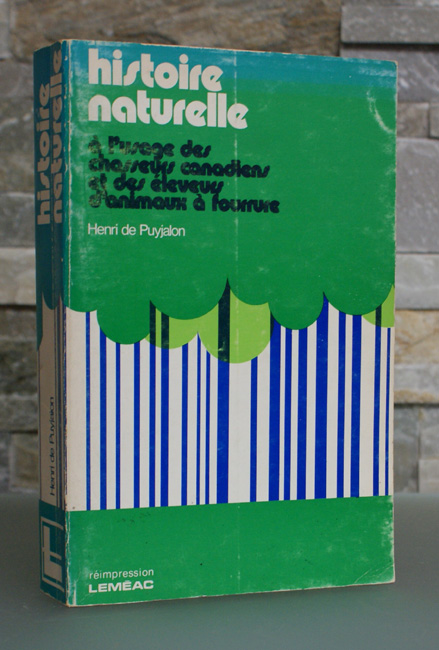 histoire
naturelle
à l'usage des
chasseurs canadiens
et des éleveurs
d'animaux à fourrure
Henri de Puyjalon
réimpression
LEMÉAC
histoire
naturelle
Henri de Puyjalon